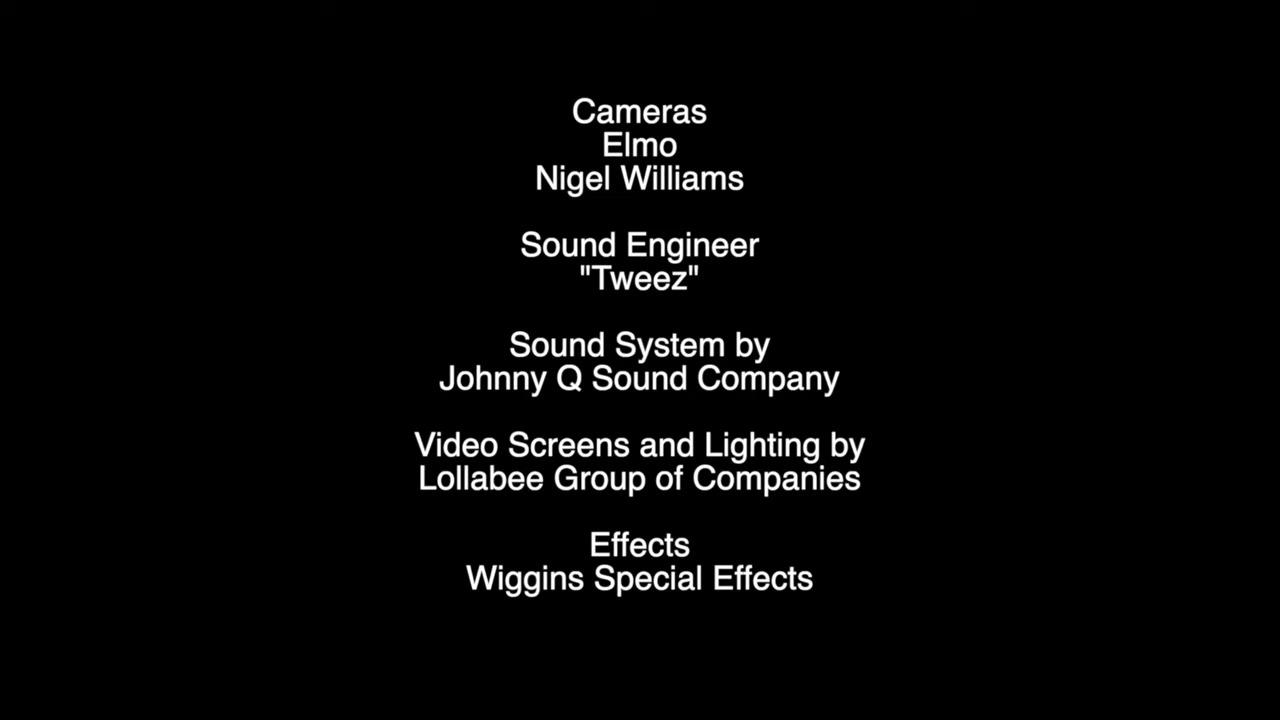 Cameras
Elmo
Nigel Williams
Sound Engineer
"Tweez"
Sound System by
Johnny Q Sound Company
Video Screens and Lighting by
Lollabee Group of Companies
Effects
Wiggins Special Effects